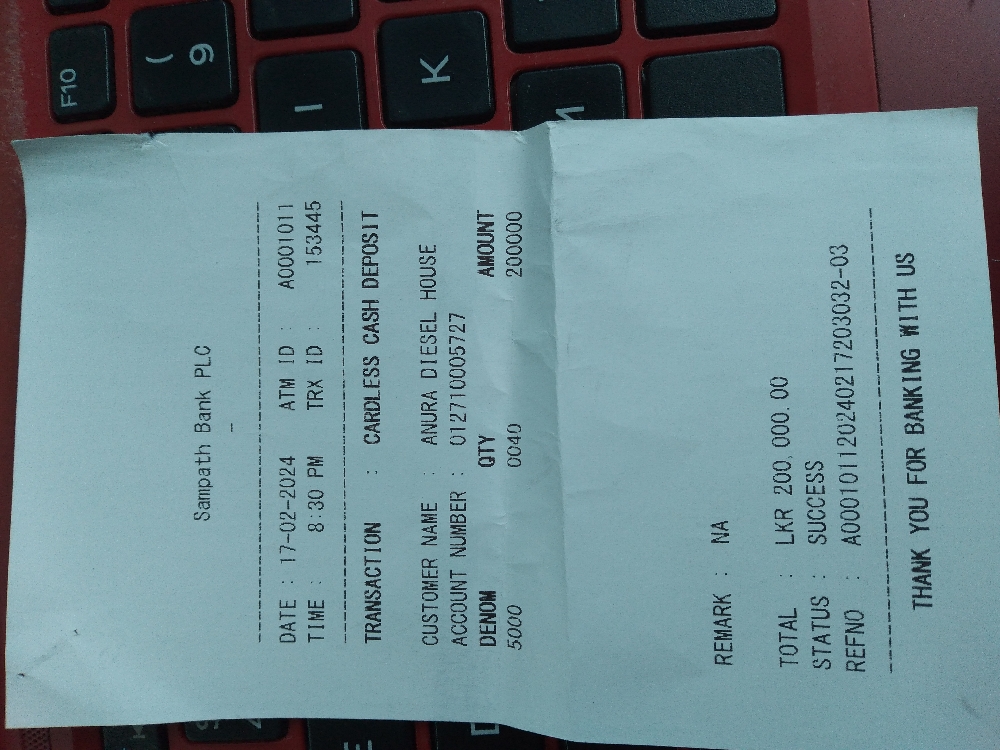 Sampath Bank PLC
DATE : 17-02-2024 ATM ID : A0001011
TIME : 8:30 PM TRX ID : 153445
TRANSACTION : CARDLESS CASH DEPOSIT
CUSTOMER NAME : ANURA DIESEL HOUSE
ACCOUNT NUMBER : 012710005727
DENOM QTY AMOUNT
5000 0040 200000
REMARK : NA
TOTAL : LKR 200,000.00
STATUS : SUCCESS
REFNO : A000101120240217203032-03
THANK YOU FOR BANKING WITH US
F10
( 9
I
K